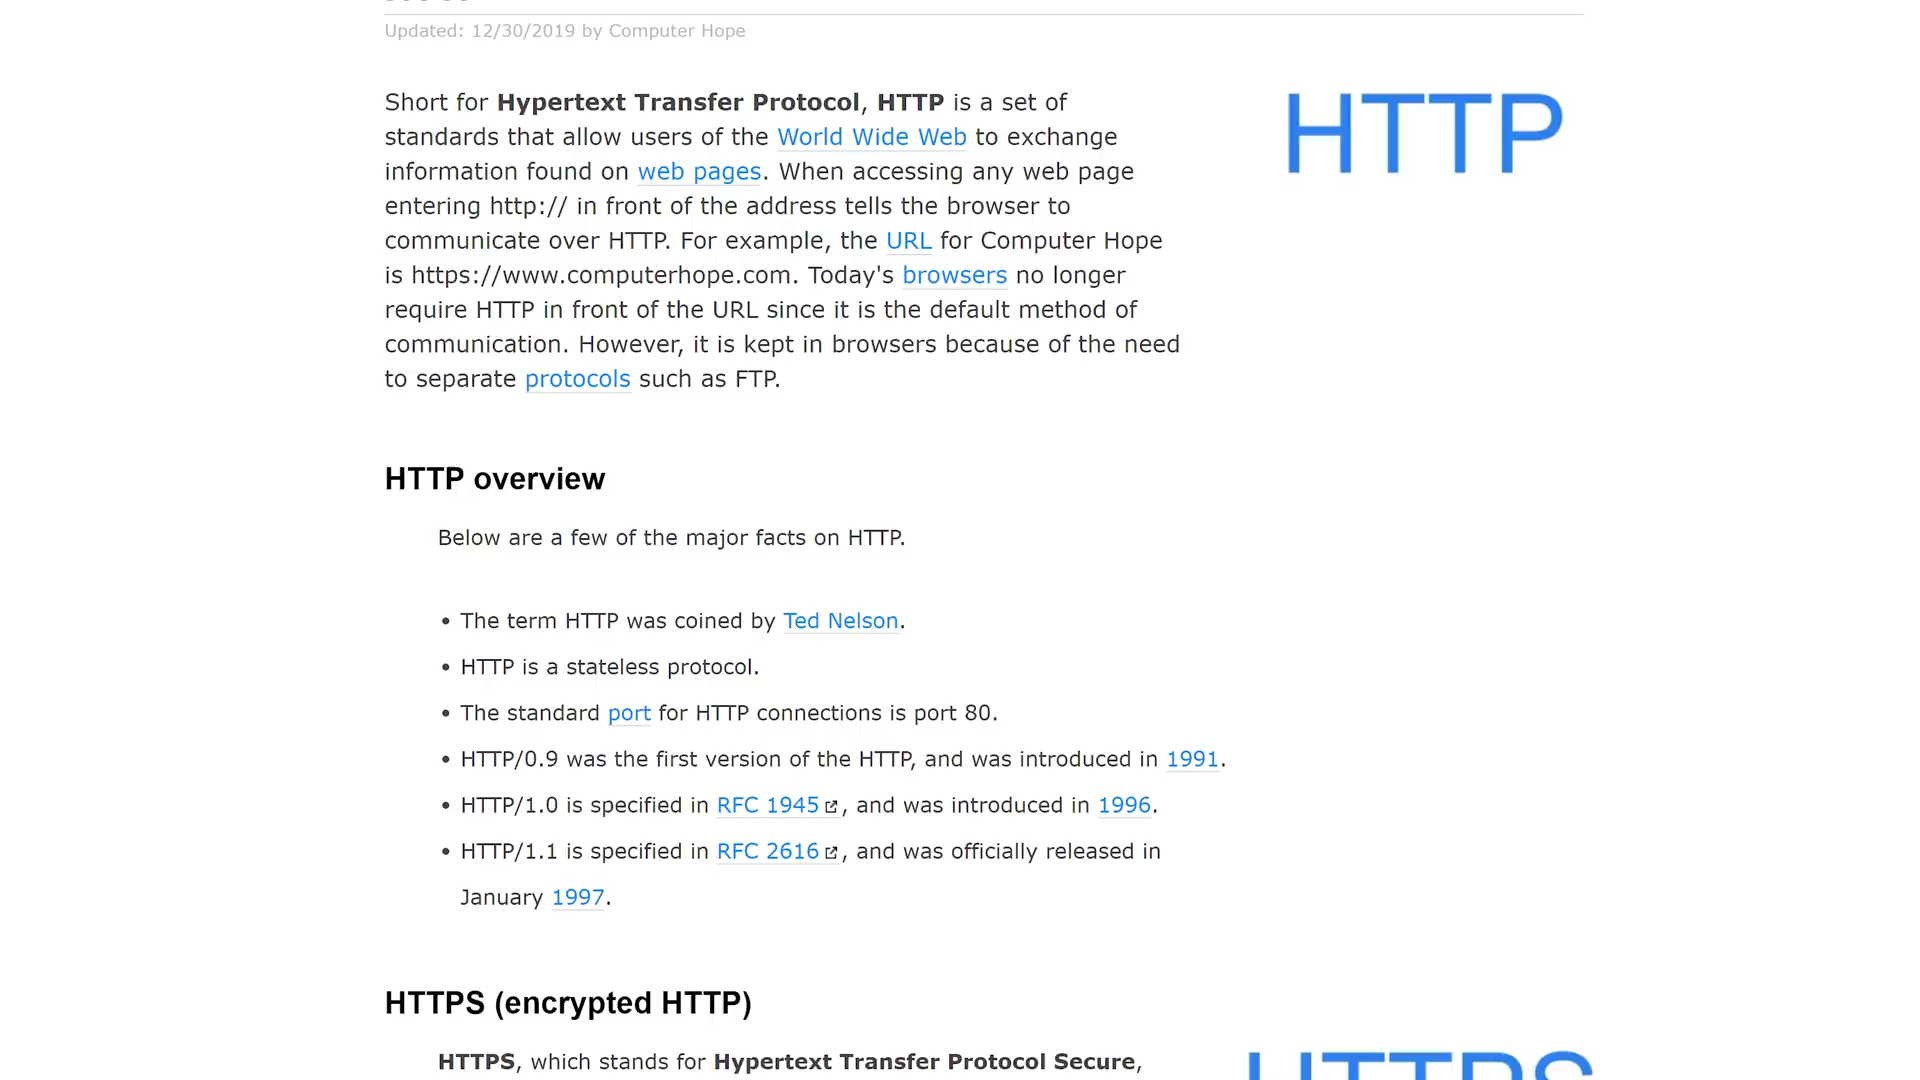 Updated: 12/30/2019 by Computer Hope
Short for Hypertext Transfer Protocol, HTTP is a set of
standards that allow users of the World Wide Web to exchange
information found on web pages. When accessing any web page
entering http:// in front of the address tells the browser to
communicate over HTTP. For example, the URL for Computer Hope
is https://www.computerhope.com. Today's browsers no longer
require HTTP in front of the URL since it is the default method of
communication. However, it is kept in browsers because of the need
to separate protocols such as FTP.
HTTP
HTTP overview
Below are a few of the major facts on HTTP.
• The term HTTP was coined by Ted Nelson.
• HTTP is a stateless protocol.
• The standard port for HTTP connections is port 80.
• HTTP/0.9 was the first version of the HTTP, and was introduced in 1991.
• HTTP/1.0 is specified in RFC 1945, and was introduced in 1996.
• HTTP/1.1 is specified in RFC 2616, and was officially released in
January 1997.
HTTPS (encrypted HTTP)
HTTPS, which stands for Hypertext Transfer Protocol Secure,
HTTPS